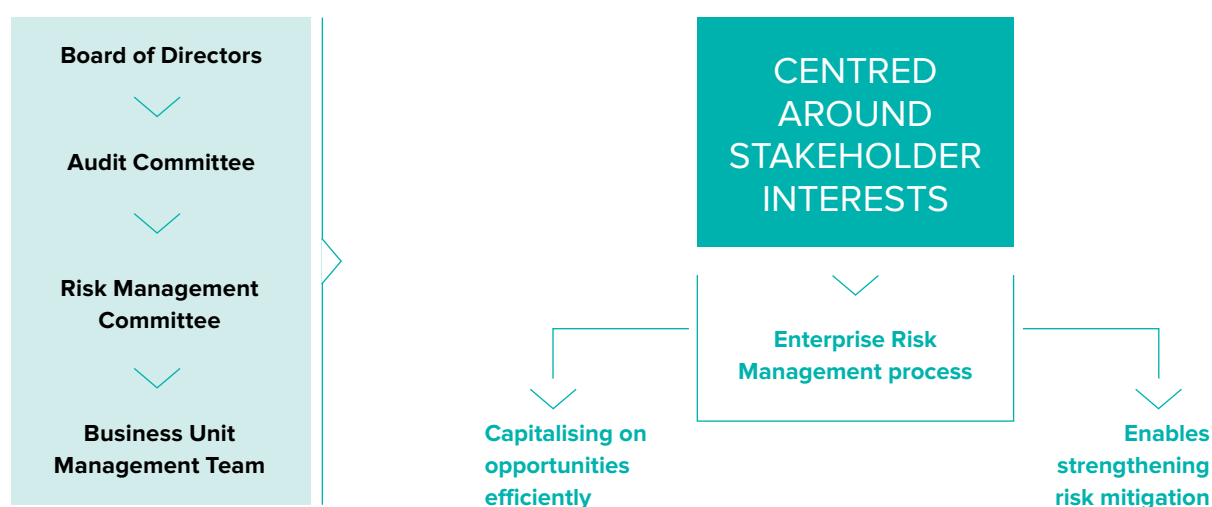 Board of Directors
Audit Committee
Risk Management
Committee
Business Unit
Management Team
CENTRED
AROUND
STAKEHOLDER
INTERESTS
Enterprise Risk
Management process
Capitalising on
opportunities
efficiently
Enables
strengthening
risk mitigation